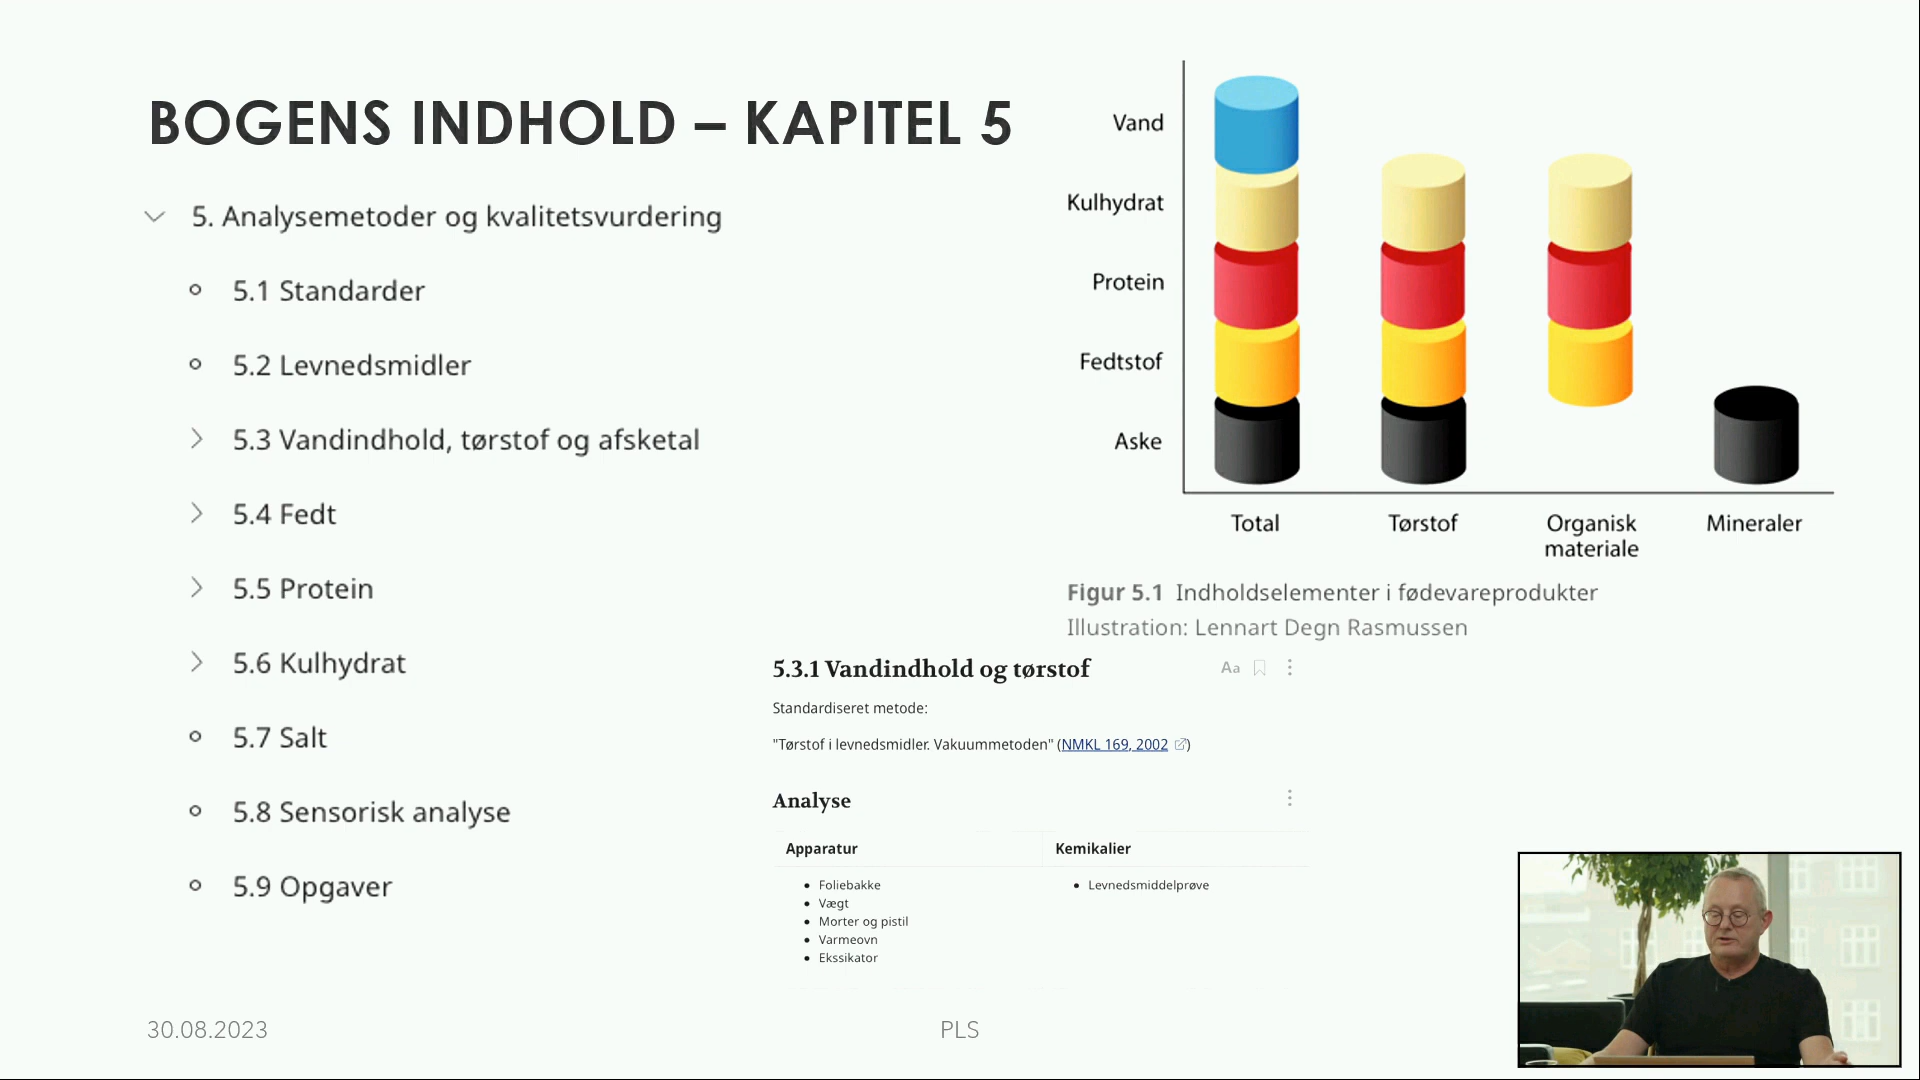 BOGENS INDHOLD – KAPITEL 5
5. Analysemetoder og kvalitetsvurdering
5.1 Standarder
5.2 Levnedsmidler
5.3 Vandindhold, tørstof og afsketal
5.4 Fedt
5.5 Protein
5.6 Kulhydrat
5.7 Salt
5.8 Sensorisk analyse
5.9 Opgaver
Vand
Kulhydrat
Protein
Fedtstof
Aske
Total
Tørstof
Organisk
materiale
Mineraler
Figur 5.1 Indholdselementer i fødevareprodukter
Illustration: Lennart Degn Rasmussen
5.3.1 Vandindhold og tørstof
Aa
Standardiseret metode:
"Tørstof i levnedsmidler. Vakuummetoden" (NMKL 169, 2002)
Analyse
Apparatur
Kemikalier
• Foliebakke
• Levnedsmiddelprøve
• Vægt
• Morter og pistil
• Varmeovn
• Ekssikator
30.08.2023
PLS